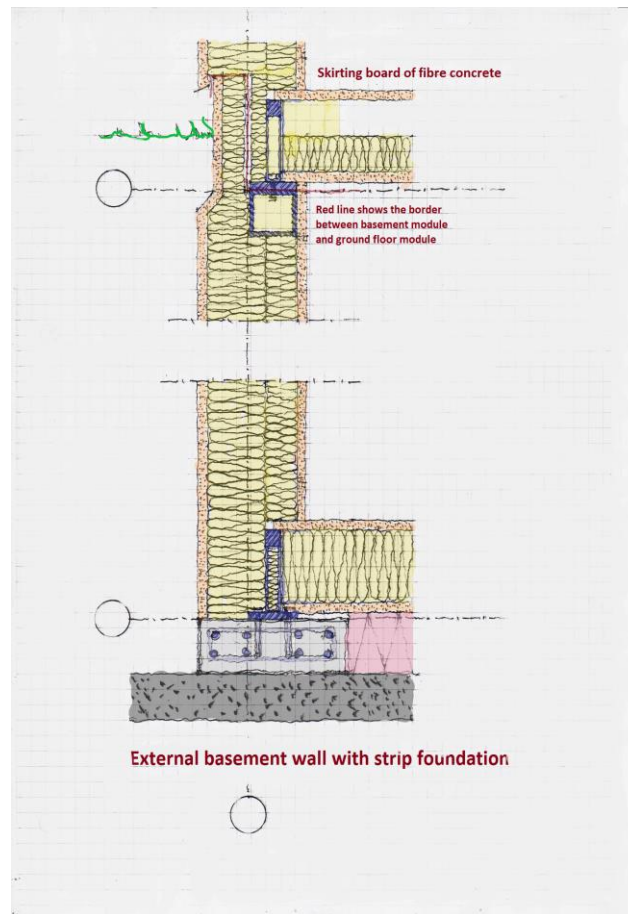 Skirting board of fibre concrete
Red line shows the border
between basement module
and ground floor module
External basement wall with strip foundation